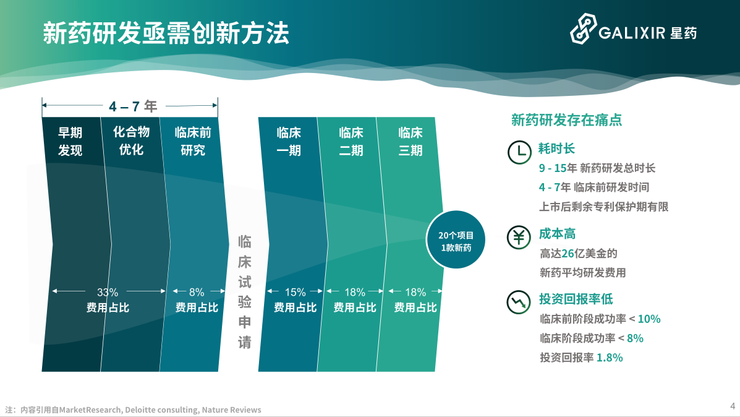 新药研发亟需创新方法
GALIXIR 星药
4 – 7 年
早期
发现
化合物
优化
临床前
研究
临床
一期
临床
二期
临床
三期
临床试验申请
20个项目
1款新药
33%
费用占比
8%
费用占比
15%
费用占比
18%
费用占比
18%
费用占比
新药研发存在痛点
耗时长
9 - 15年 新药研发总时长
4 - 7年 临床前研发时间
上市后剩余专利保护期有限
成本高
高达26亿美金的
新药平均研发费用
投资回报率低
临床前阶段成功率 < 10%
临床阶段成功率 < 8%
投资回报率 1.8%
注：内容引用自MarketResearch, Deloitte consulting, Nature Reviews
4